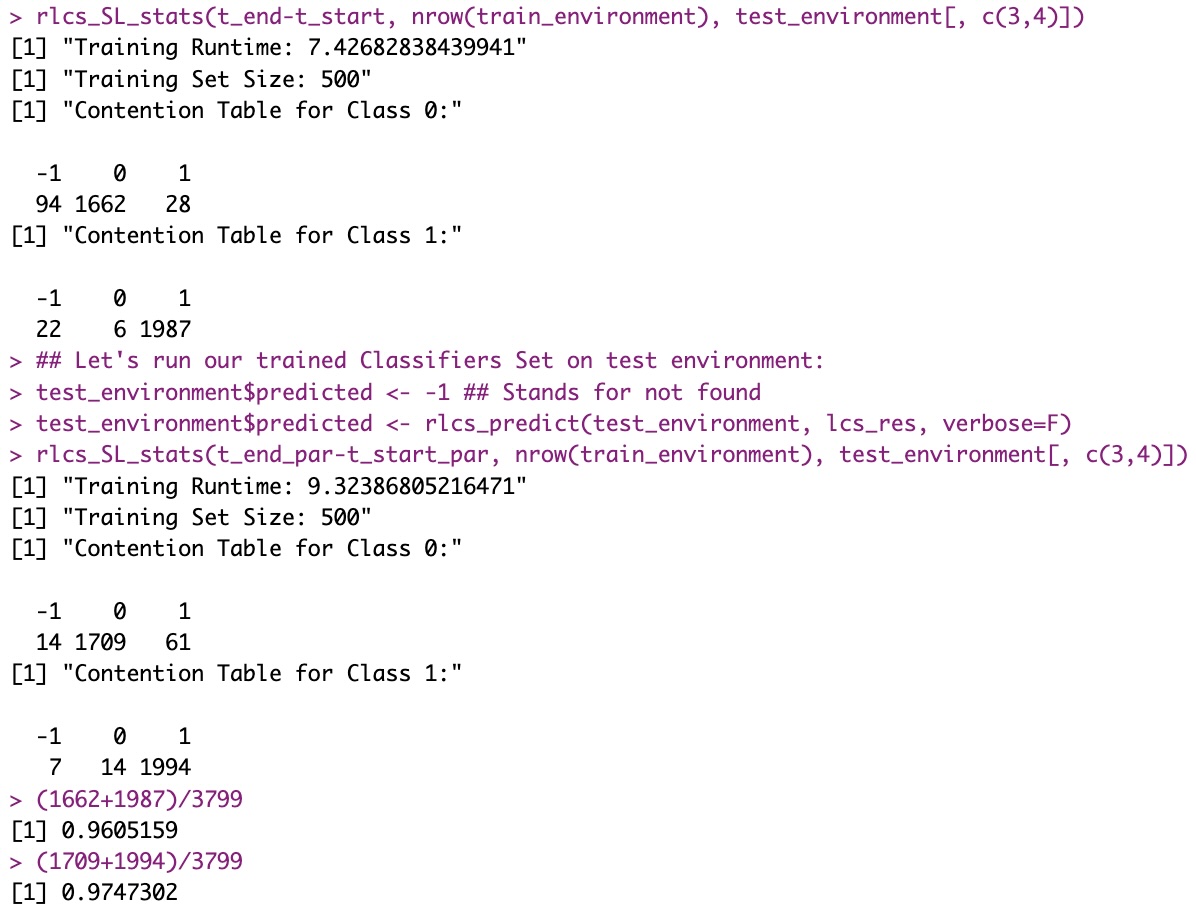 > rlcs_SL_stats(t_end-t_start, nrow(train_environment), test_environment[, c(3,4)])
[1] "Training Runtime: 7.42682838439941"
[1] "Training Set Size: 500"
[1] "Contention Table for Class 0:"
-1 0 1
94 1662 28
[1] "Contention Table for Class 1:"
-1 0 1
22 6 1987
> ## Let's run our trained Classifiers Set on test environment:
> test_environment$predicted <- -1 ## Stands for not found
> test_environment$predicted <- rlcs_predict(test_environment, lcs_res, verbose=F)
> rlcs_SL_stats(t_end_par-t_start_par, nrow(train_environment), test_environment[, c(3,4)])
[1] "Training Runtime: 9.32386805216471"
[1] "Training Set Size: 500"
[1] "Contention Table for Class 0:"
-1 0 1
14 1709 61
[1] "Contention Table for Class 1:"
-1 0 1
7 14 1994
> (1662+1987)/3799
[1] 0.9605159
> (1709+1994)/3799
[1] 0.9747302